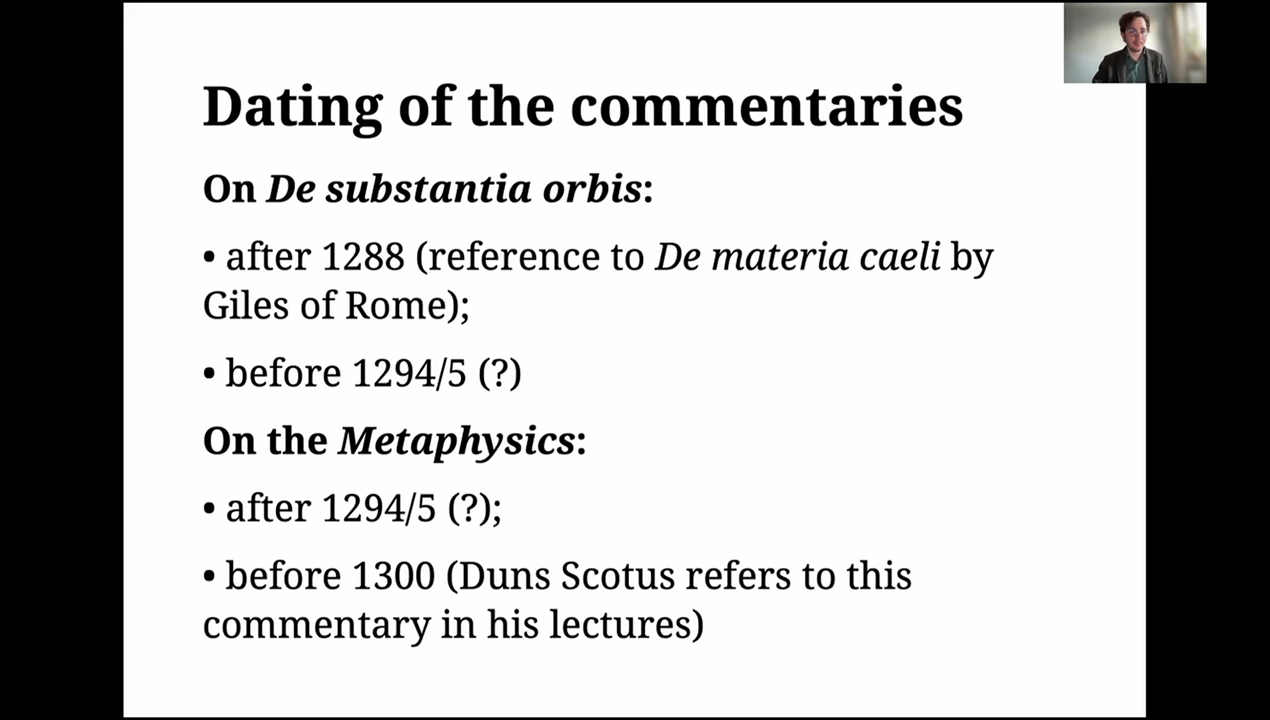 Dating of the commentaries
On De substantia orbis:
• after 1288 (reference to De materia caeli by
Giles of Rome);
• before 1294/5 (?)
On the Metaphysics:
• after 1294/5 (?);
• before 1300 (Duns Scotus refers to this
commentary in his lectures)